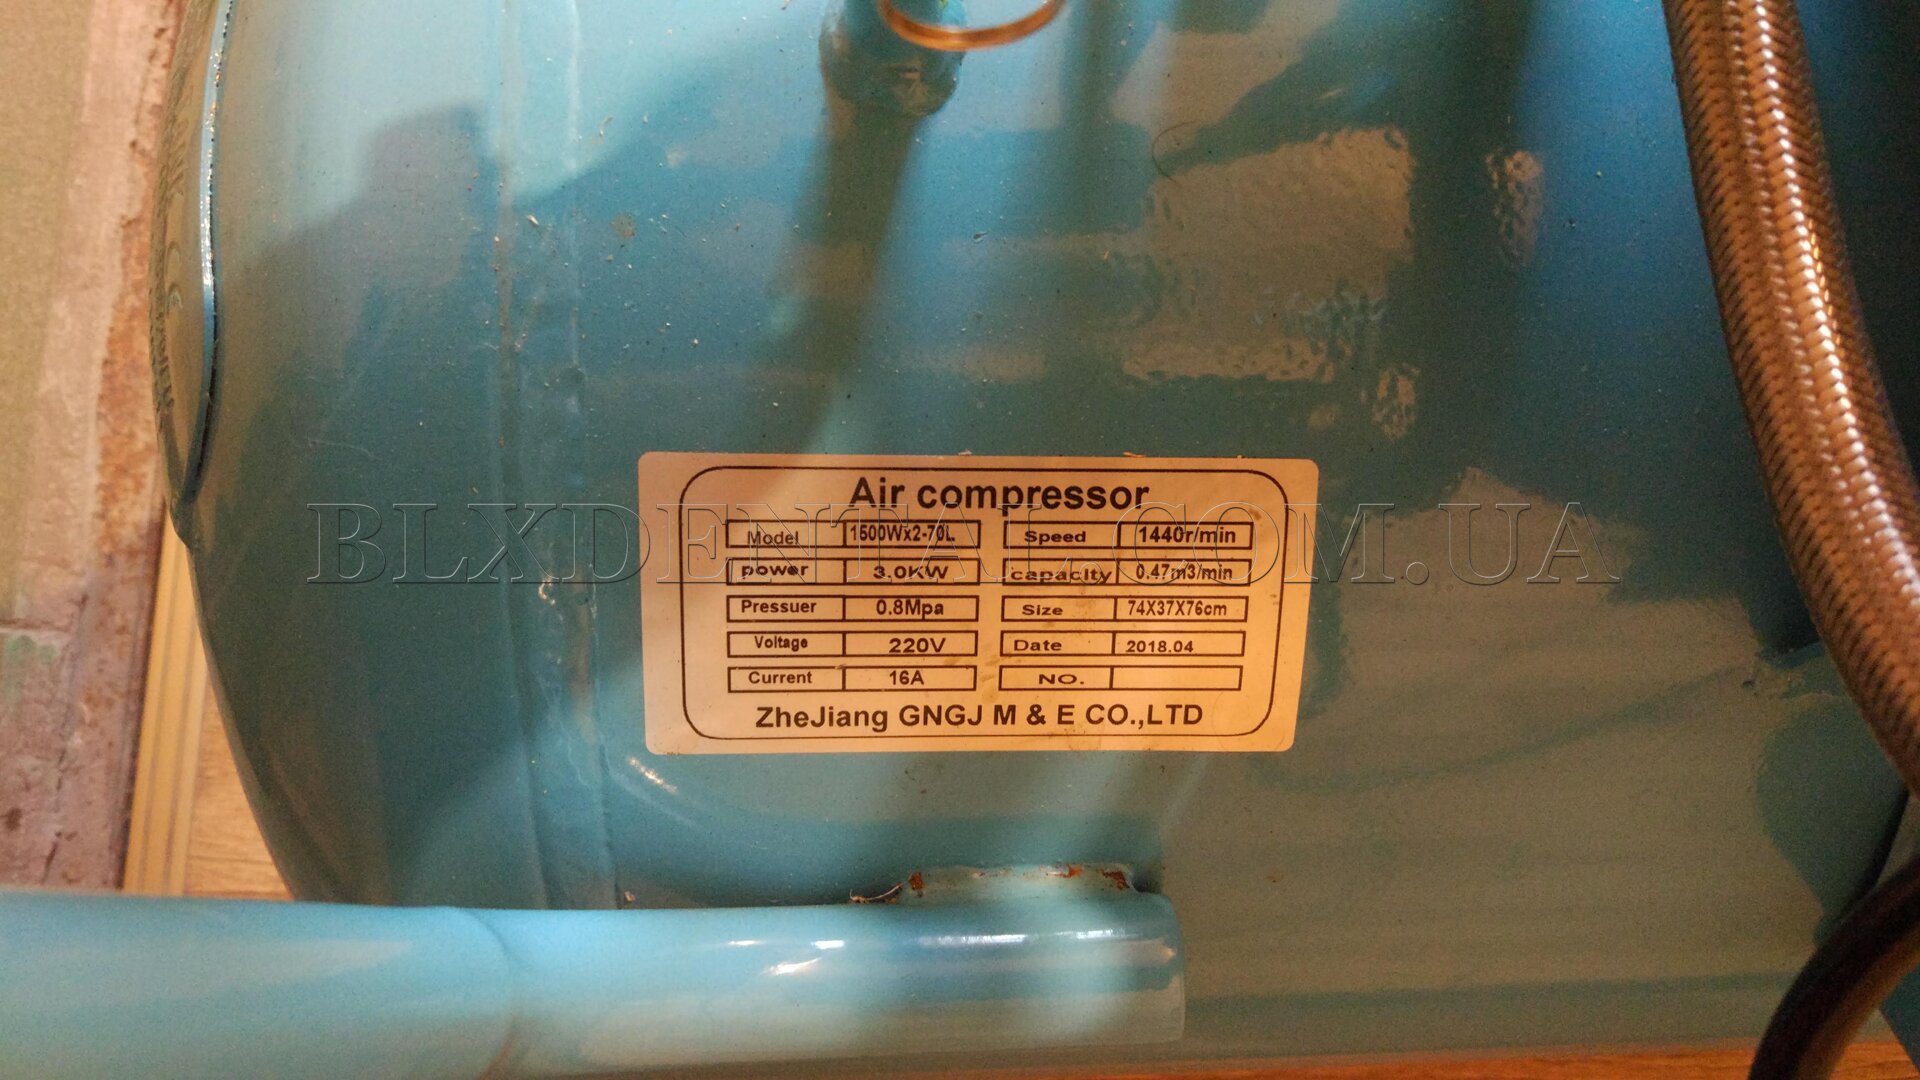 Air compressor
Model 1500Wx2-70L Speed 1440r/min
power 3.0KW capacity 0.47m3/min
Pressuer 0.8Mpa Size 74X37X76cm
Voltage 220V Date 2018.04
Current 16A NO.
ZheJiang GNGJ M & E CO.,LTD
BLXDENTAL.COM.UA